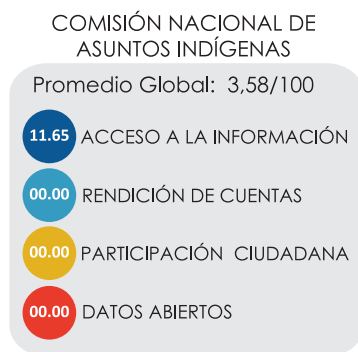 COMISIÓN NACIONAL DE
ASUNTOS INDÍGENAS
Promedio Global: 3,58/100
11.65 ACCESO A LA INFORMACIÓN
00.00 RENDICIÓN DE CUENTAS
00.00 PARTICIPACIÓN CIUDADANA
00.00 DATOS ABIERTOS